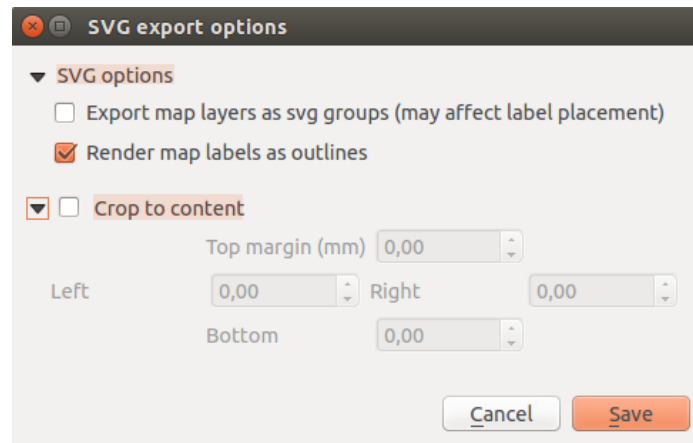 SVG export options
SVG options
Export map layers as svg groups (may affect label placement)
Render map labels as outlines
Crop to content
Top margin (mm) 0,00
Left 0,00 Right 0,00
Bottom 0,00
Cancel Save